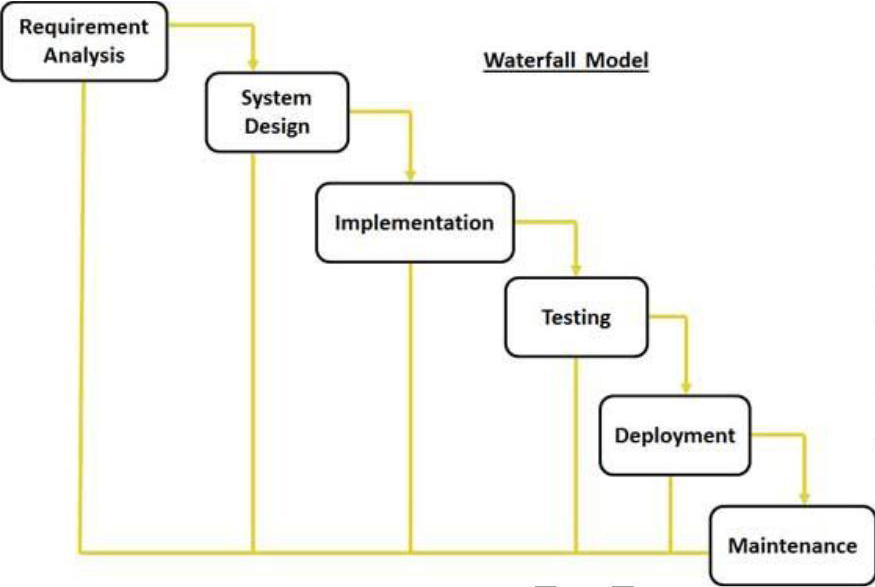 Requirement
Analysis
Waterfall Model
System
Design
Implementation
Testing
Deployment
Maintenance